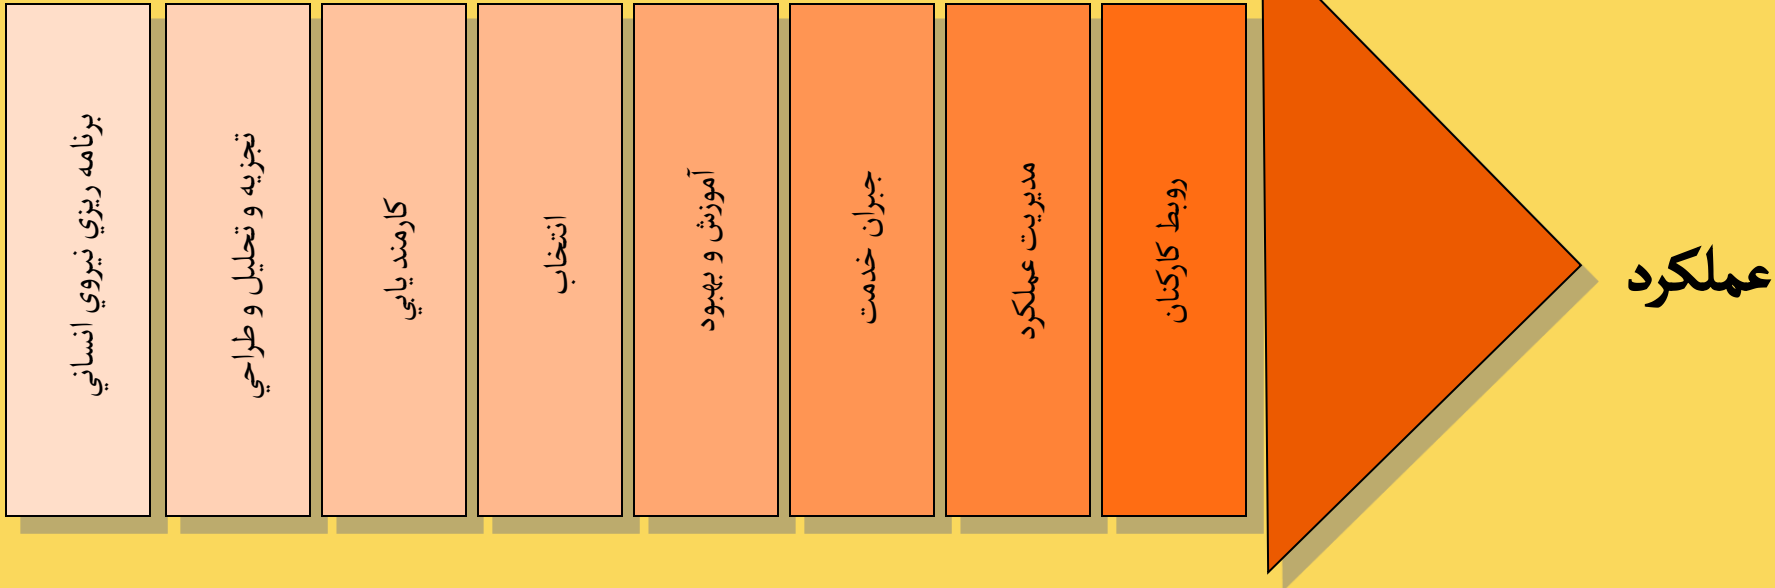 برنامه ريزي نيروي انساني
تجزيه و تحليل و طراحي
كارمند يابي
انتخاب
آموزش و بهبود
جبران خدمت
مديريت عملكرد
روبط كاركنان
عملكرد